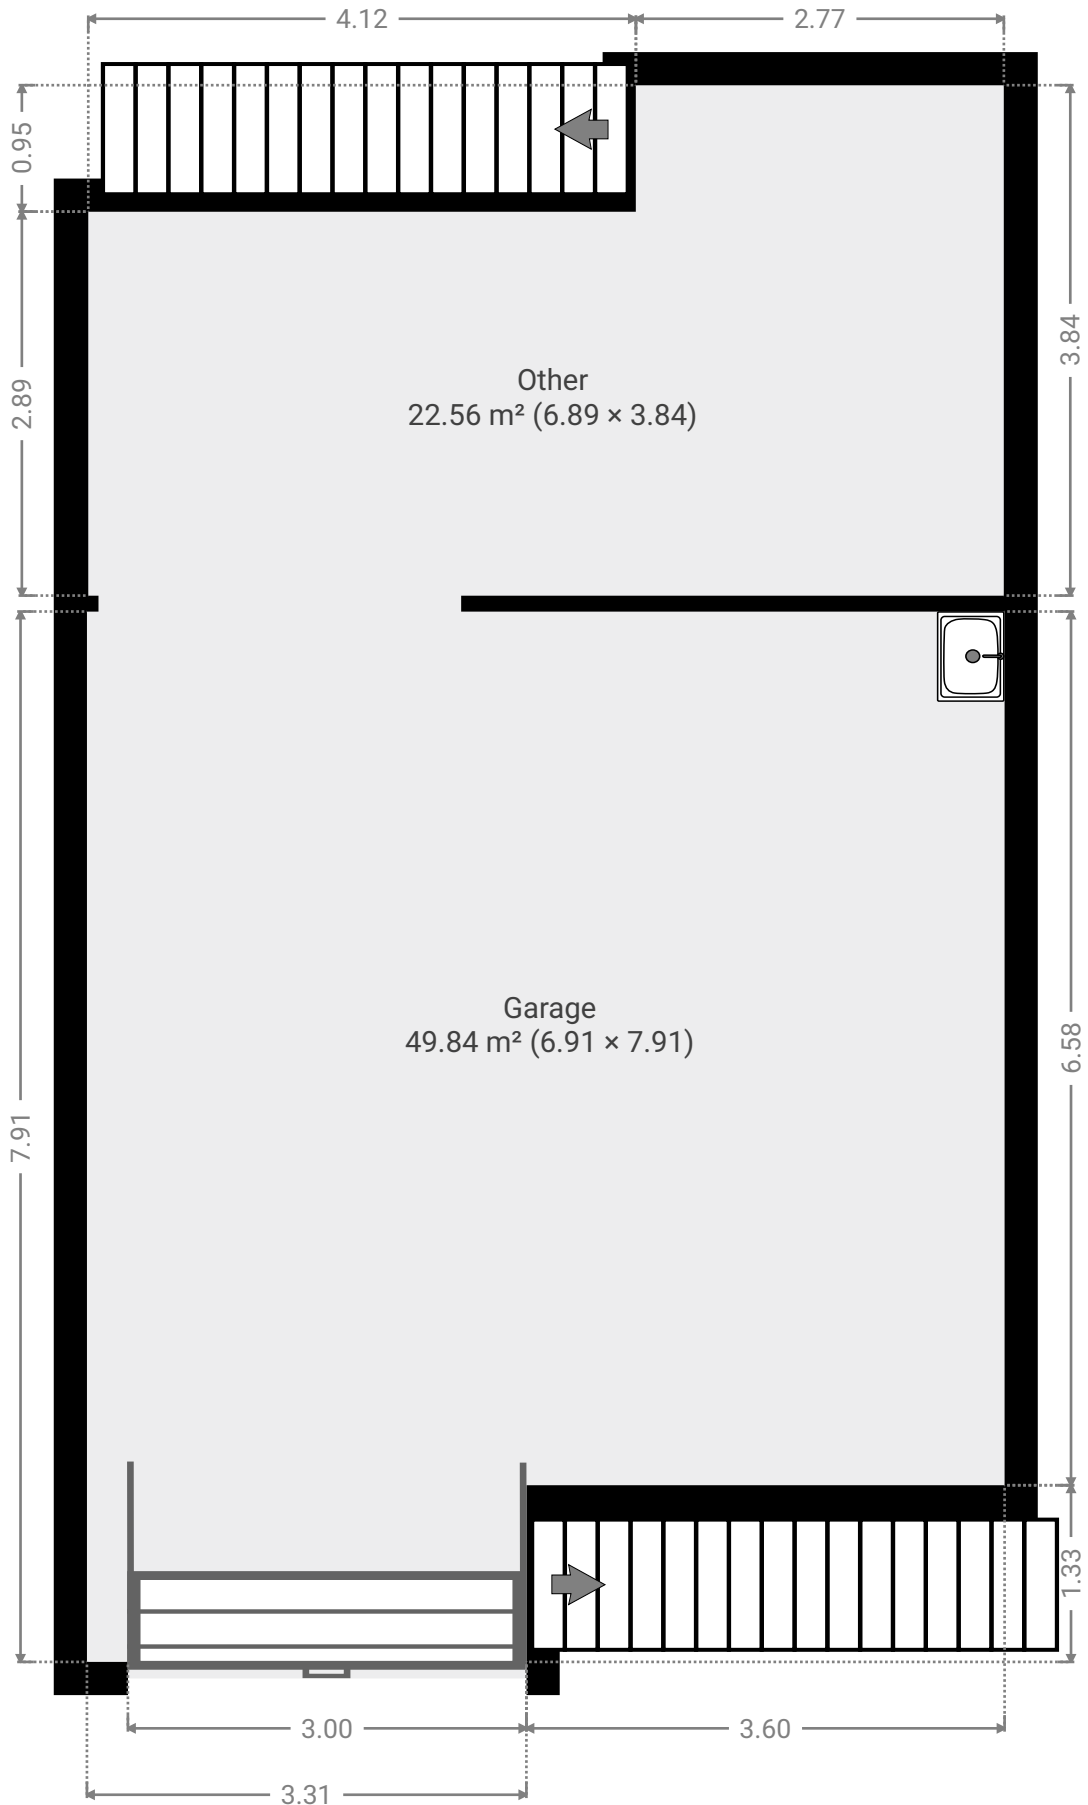 4.12
2.77
0.95
3.84
2.89
Other
22.56 m² (6.89 × 3.84)
Garage
49.84 m² (6.91 × 7.91)
6.58
7.91
1.33
3.00
3.60
3.31